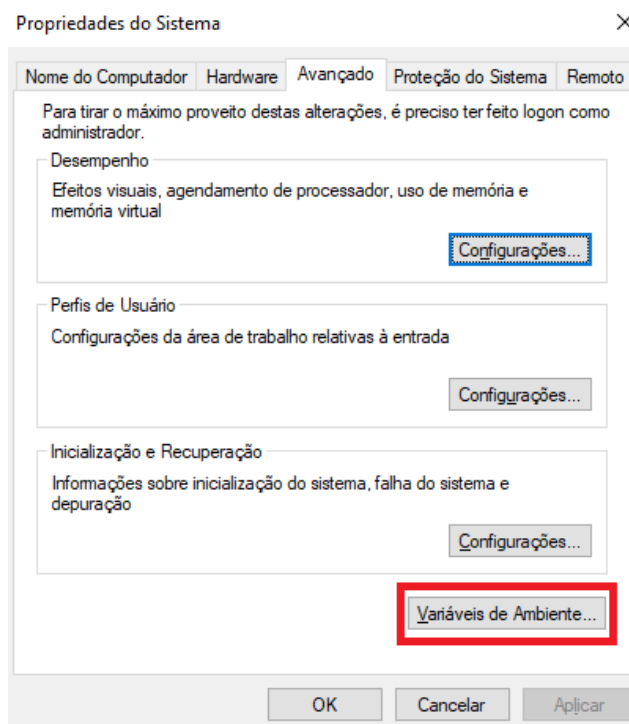 Propriedades do Sistema
Nome do Computador Hardware Avançado Proteção do Sistema Remoto
Para tirar o máximo proveito destas alterações, é preciso ter feito logon como
administrador.
Desempenho
Efeitos visuais, agendamento de processador, uso de memória e
memória virtual
Configurações...
Perfis de Usuário
Configurações da área de trabalho relativas à entrada
Configurações...
Inicialização e Recuperação
Informações sobre inicialização do sistema, falha do sistema e
depuração
Configurações...
Variáveis de Ambiente...
OK Cancelar Aplicar